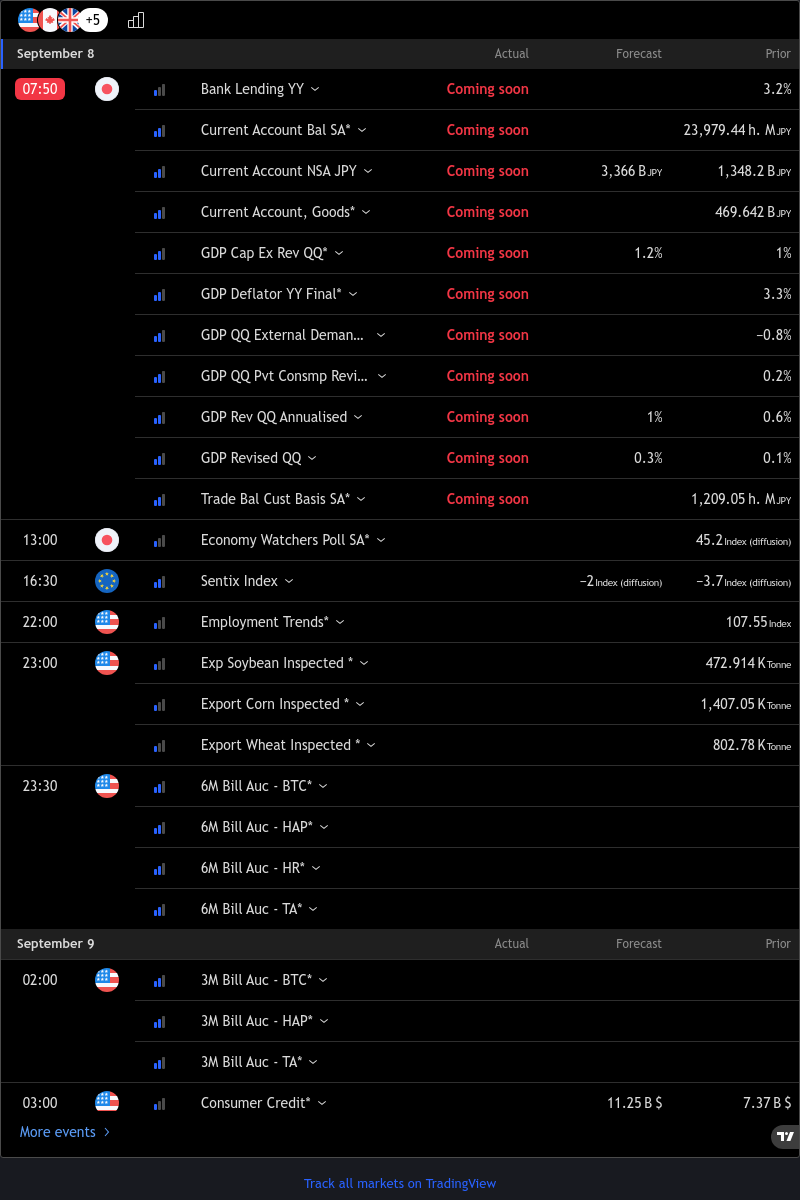 +5
September 8 Actual Forecast Prior
07:50 Bank Lending YY Coming soon 3.2%
Current Account Bal SA* Coming soon 23,979.44 h. M JPY
Current Account NSA JPY Coming soon 3,366 B JPY 1,348.2 B JPY
Current Account, Goods* Coming soon 469.642 B JPY
GDP Cap Ex Rev QQ* Coming soon 1.2% 1%
GDP Deflator YY Final* Coming soon 3.3%
GDP QQ External Deman... Coming soon −0.8%
GDP QQ Pvt Consmp Revi... Coming soon 0.2%
GDP Rev QQ Annualised Coming soon 1% 0.6%
GDP Revised QQ Coming soon 0.3% 0.1%
Trade Bal Cust Basis SA* Coming soon 1,209.05 h. M JPY
13:00 Economy Watchers Poll SA* 45.2 Index (diffusion)
16:30 Sentix Index −2 Index (diffusion) −3.7 Index (diffusion)
22:00 Employment Trends* 107.55 Index
23:00 Exp Soybean Inspected * 472.914 K Tonne
Export Corn Inspected * 1,407.05 K Tonne
Export Wheat Inspected * 802.78 K Tonne
23:30 6M Bill Auc - BTC*
6M Bill Auc - HAP*
6M Bill Auc - HR*
6M Bill Auc - TA*
September 9 Actual Forecast Prior
02:00 3M Bill Auc - BTC*
3M Bill Auc - HAP*
3M Bill Auc - TA*
03:00 Consumer Credit* 11.25 B $ 7.37 B $
More events
Track all markets on TradingView